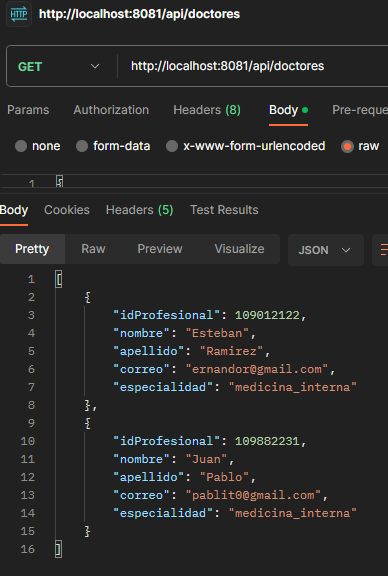 HTTP http://localhost:8081/api/doctores
GET http://localhost:8081/api/doctores
Params Authorization Headers (8) Body Pre-reque
none form-data x-www-form-urlencoded raw
1 {
Body Cookies Headers (5) Test Results
Pretty Raw Preview Visualize JSON
1 [
2 {
3 "idProfesional": 109012122,
4 "nombre": "Esteban",
5 "apellido": "Ramirez",
6 "correo": "ernandor@gmail.com",
7 "especialidad": "medicina_interna"
8 },
9 {
10 "idProfesional": 109882231,
11 "nombre": "Juan",
12 "apellido": "Pablo",
13 "correo": "pablit0@gmail.com",
14 "especialidad": "medicina_interna"
15 }
16 ]